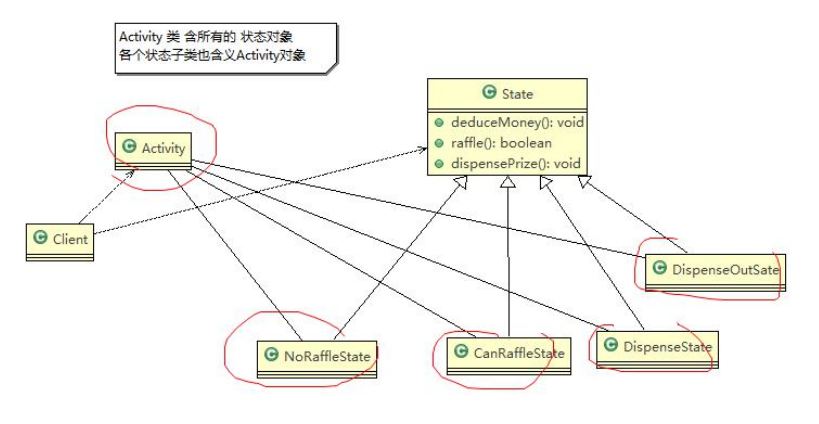 Activity 类 含所有的 状态对象
各个状态子类也含义Activity对象
C State
deduceMoney(): void
raffle(): boolean
dispensePrize(): void
C Activity
C Client
C DispenseOutSate
C NoRaffleState
C CanRaffleState
C DispenseState